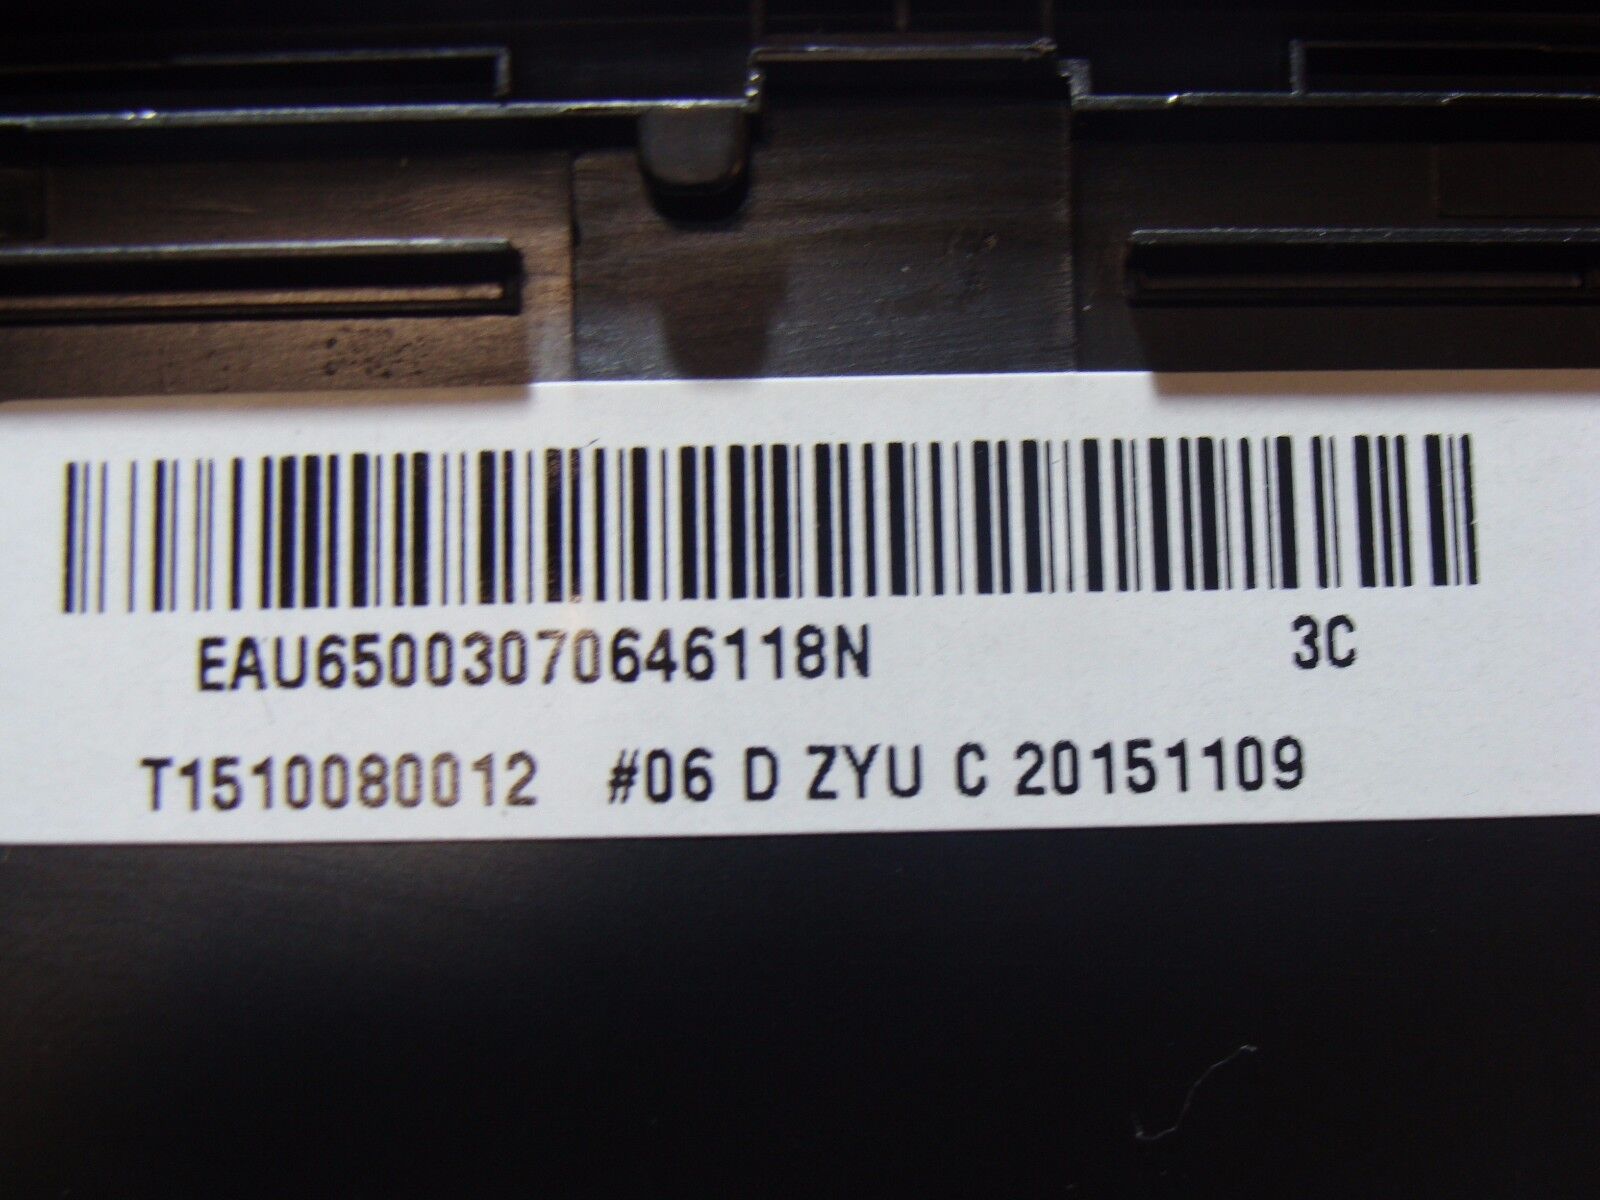 EAU65003070646118N 3C
T1510080012 #06 D ZYU C 20151109